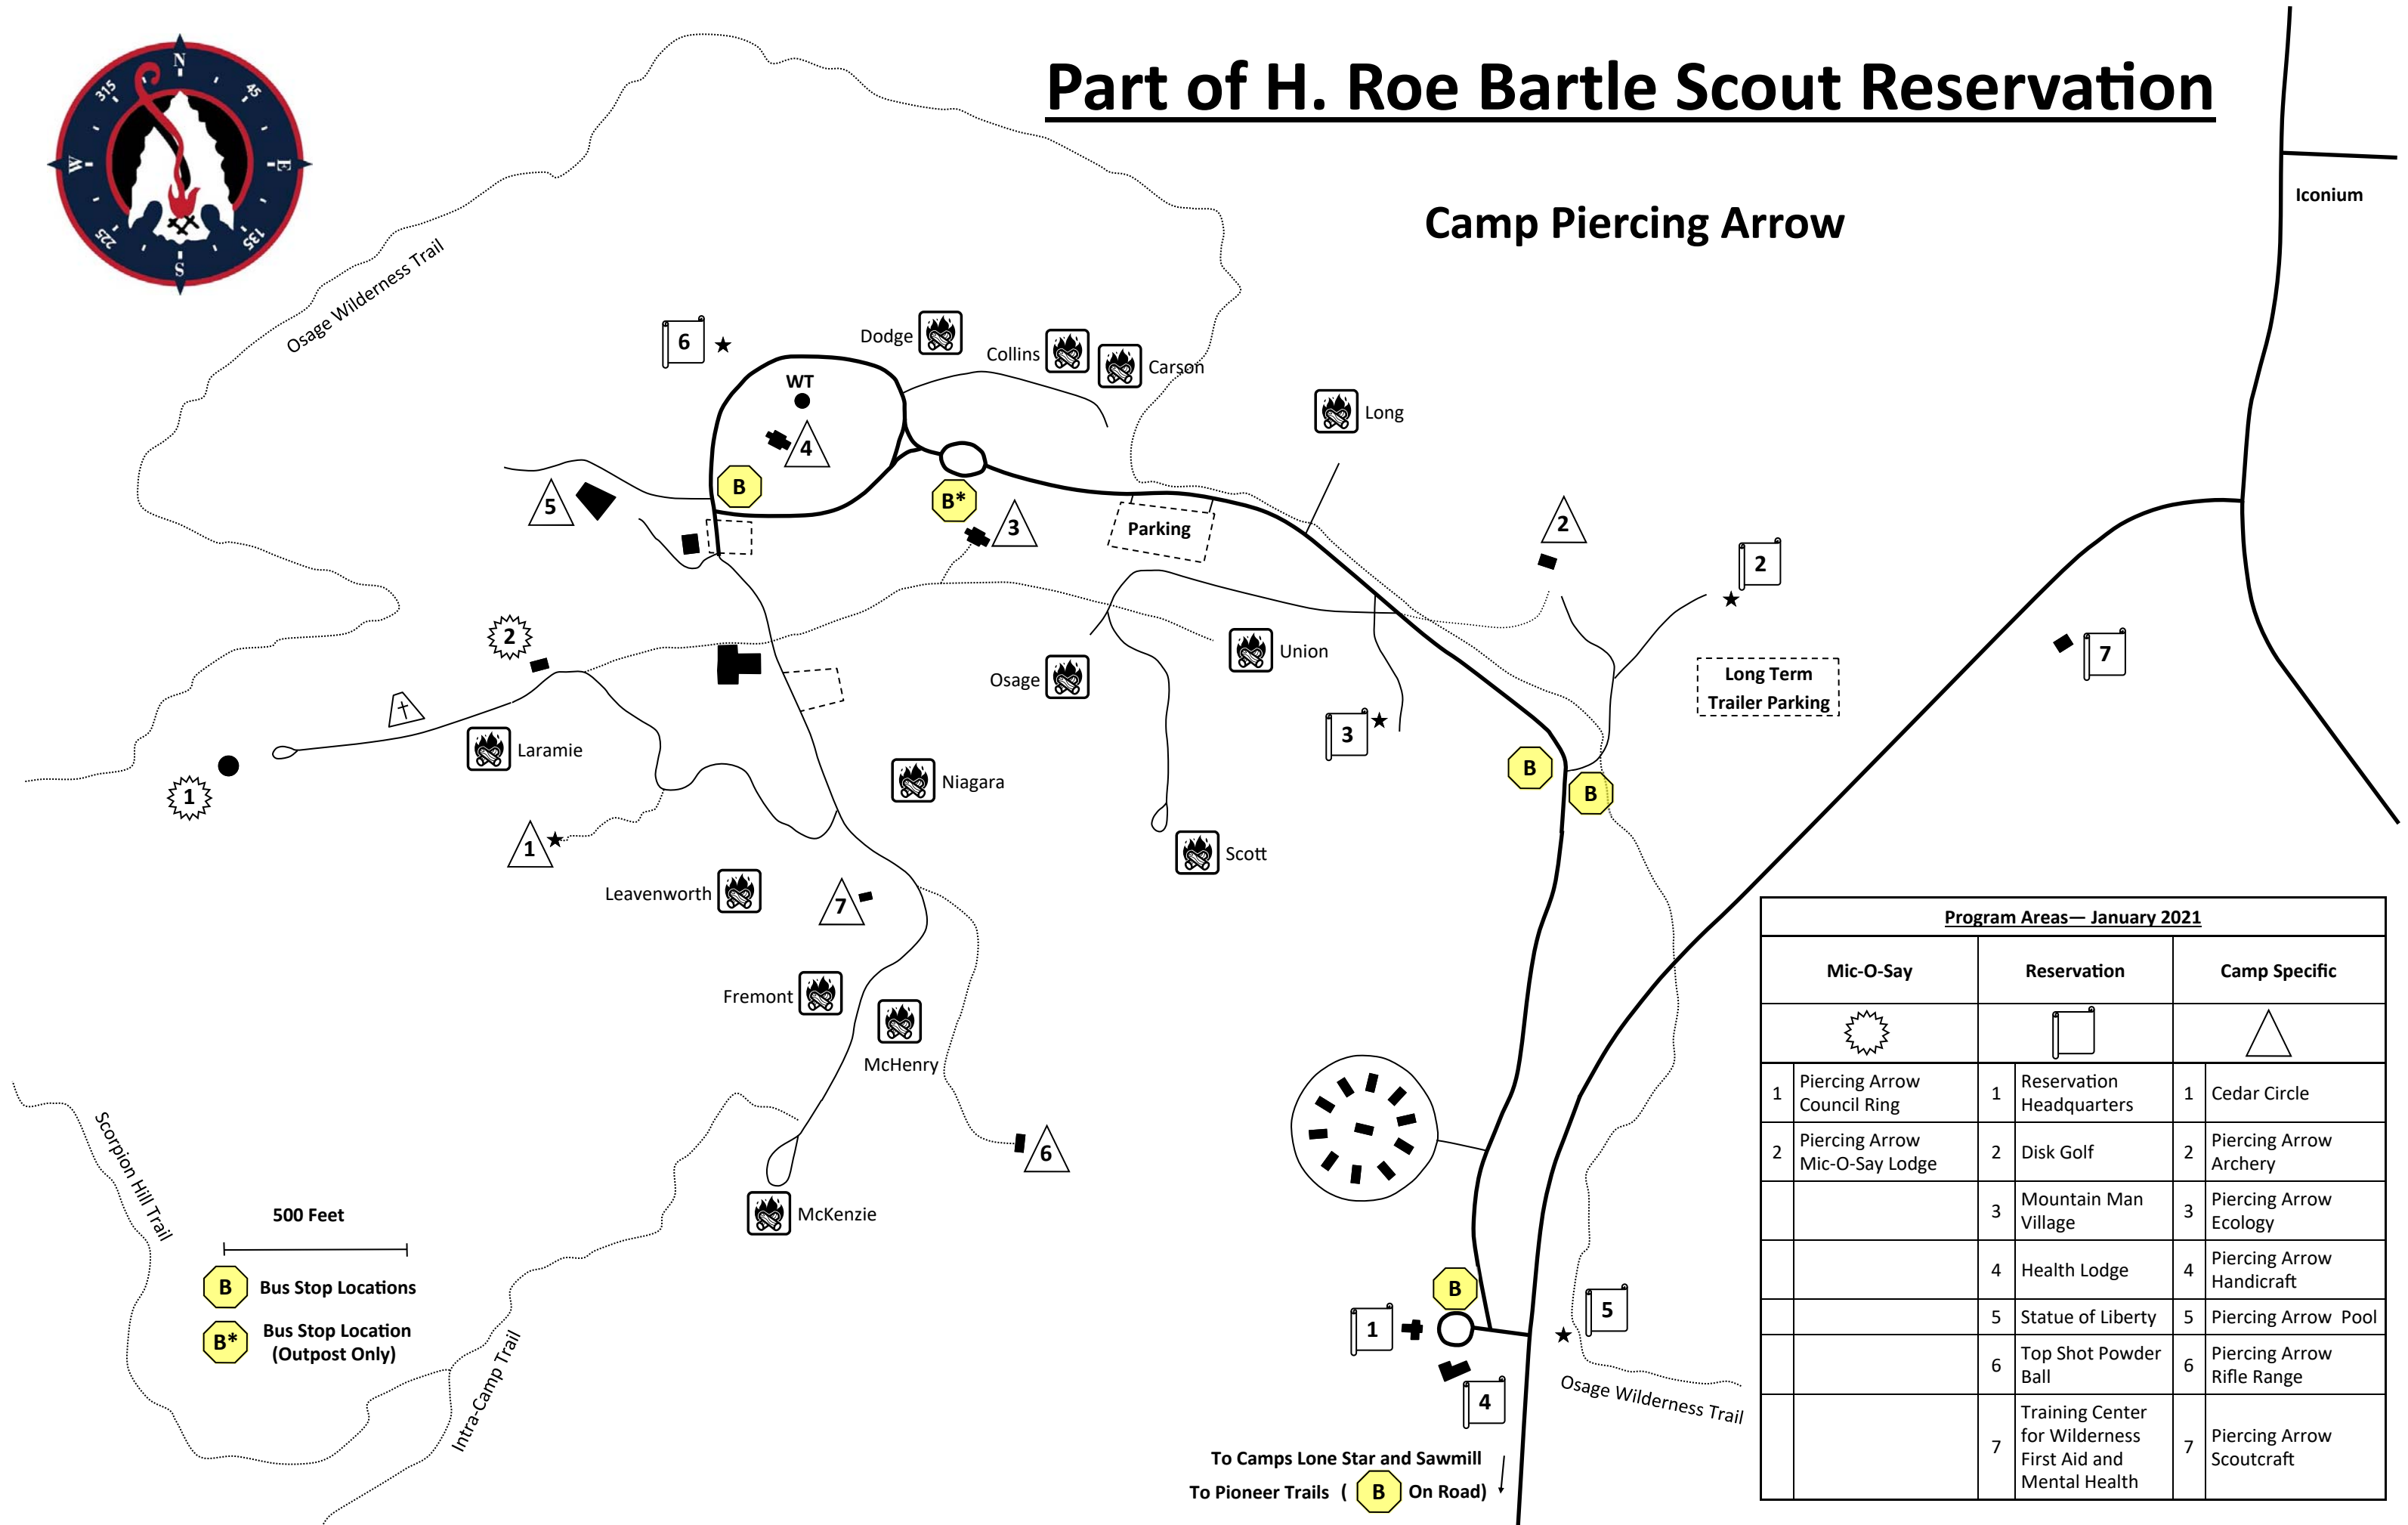 Part of H. Roe Bartle Scout Reservation
Camp Piercing Arrow
N
45
E
135
S
225
W
315
Iconium
Osage Wilderness Trail
6
Dodge
Collins
Carson
Long
WT
4
B
B*
5
3
Parking
2
2
7
Long Term
Trailer Parking
2
Union
Osage
3
Laramie
Niagara
B
B
1
1
Scott
Leavenworth
7
Fremont
McHenry
6
McKenzie
Scorpion Hill Trail
Intra-Camp Trail
500 Feet
B Bus Stop Locations
B* Bus Stop Location
(Outpost Only)
B
1
5
4
Osage Wilderness Trail
To Camps Lone Star and Sawmill
To Pioneer Trails ( B On Road)
Program Areas— January 2021
Mic-O-Say Reservation Camp Specific
1 Piercing Arrow
Council Ring
1 Reservation
Headquarters
1 Cedar Circle
2 Piercing Arrow
Mic-O-Say Lodge
2 Disk Golf
2 Piercing Arrow
Archery
3 Mountain Man
Village
3 Piercing Arrow
Ecology
4 Health Lodge
4 Piercing Arrow
Handicraft
5 Statue of Liberty
5 Piercing Arrow Pool
6 Top Shot Powder
Ball
6 Piercing Arrow
Rifle Range
7 Training Center
for Wilderness
First Aid and
Mental Health
7 Piercing Arrow
Scoutcraft